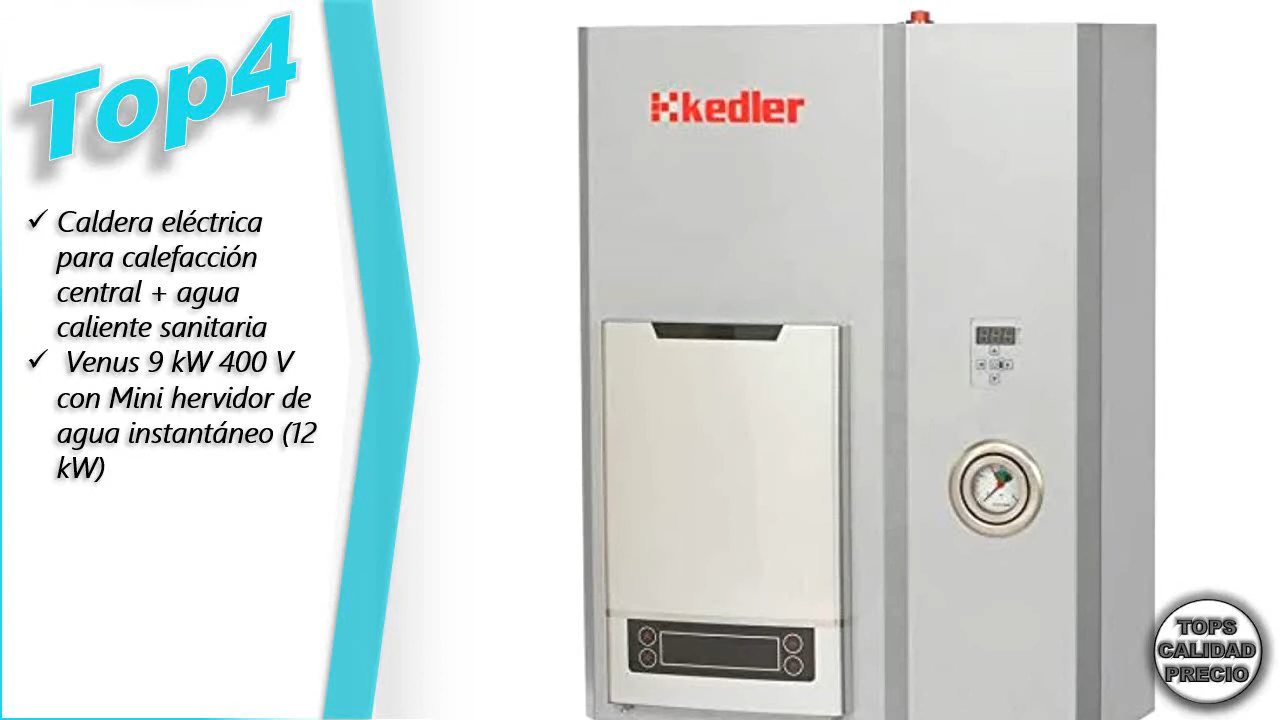 Top4
✓ Caldera eléctrica
para calefacción
central + agua
caliente sanitaria
✓ Venus 9 kW 400 V
con Mini hervidor de
agua instantáneo (12
kW)
kedler
TOPS
CALIDAD
PRECIO